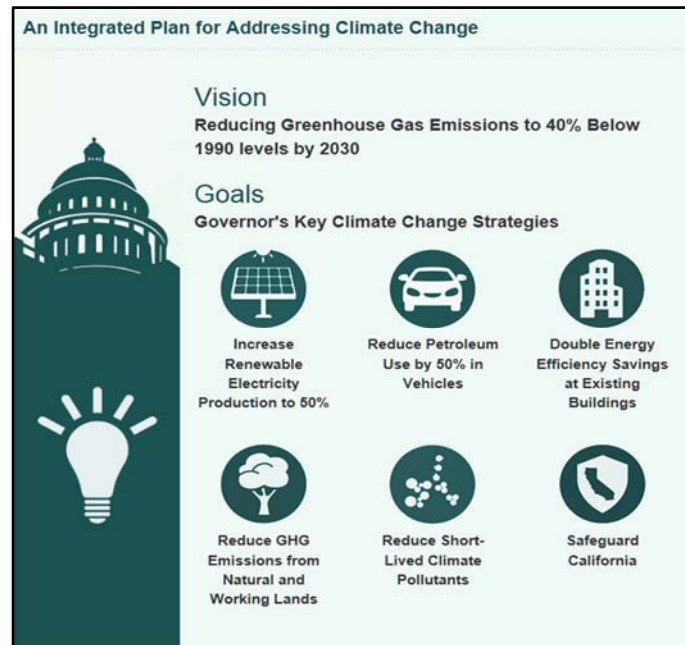 An Integrated Plan for Addressing Climate Change
Vision
Reducing Greenhouse Gas Emissions to 40% Below
1990 levels by 2030
Goals
Governor's Key Climate Change Strategies
Increase
Renewable
Electricity
Production to 50%
Reduce Petroleum
Use by 50% in
Vehicles
Double Energy
Efficiency Savings
at Existing
Buildings
Reduce GHG
Emissions from
Natural and
Working Lands
Reduce Short-
Lived Climate
Pollutants
Safeguard
California